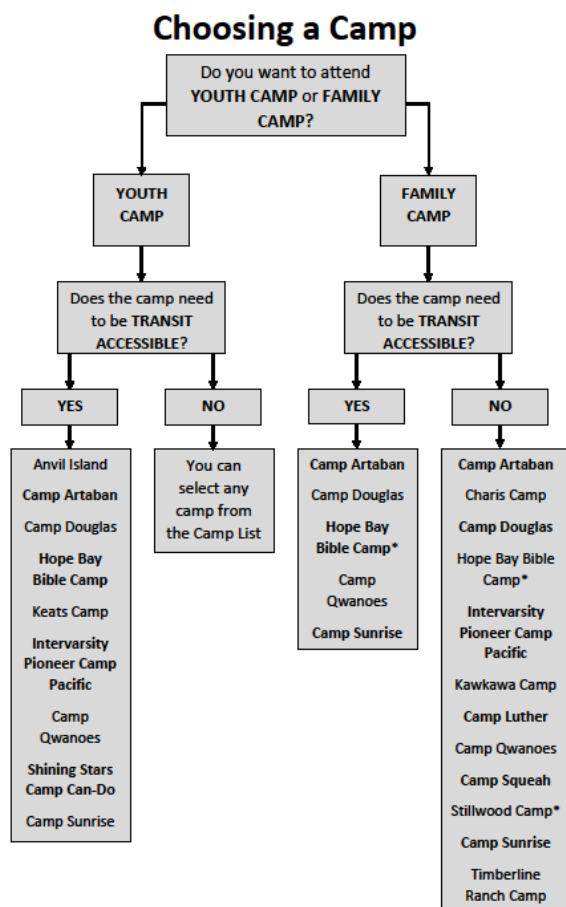 Choosing a Camp
Do you want to attend
YOUTH CAMP or FAMILY
CAMP?
YOUTH
CAMP
FAMILY
CAMP
Does the camp need
to be TRANSIT
ACCESSIBLE?
Does the camp need
to be TRANSIT
ACCESSIBLE?
YES
NO
YES
NO
Anvil Island
Camp Artaban
Camp Douglas
Hope Bay
Bible Camp
Keats Camp
Intervarsity
Pioneer Camp
Pacific
Camp
Qwanoes
Shining Stars
Camp Can-Do
Camp Sunrise
You can
select any
camp from
the Camp List
Camp Artaban
Camp Douglas
Hope Bay
Bible Camp*
Camp
Qwanoes
Camp Sunrise
Camp Artaban
Charis Camp
Camp Douglas
Hope Bay Bible
Camp*
Intervarsity
Pioneer Camp
Pacific
Kawkawa Camp
Camp Luther
Camp Qwanoes
Camp Squeah
Stillwood Camp*
Camp Sunrise
Timberline
Ranch Camp